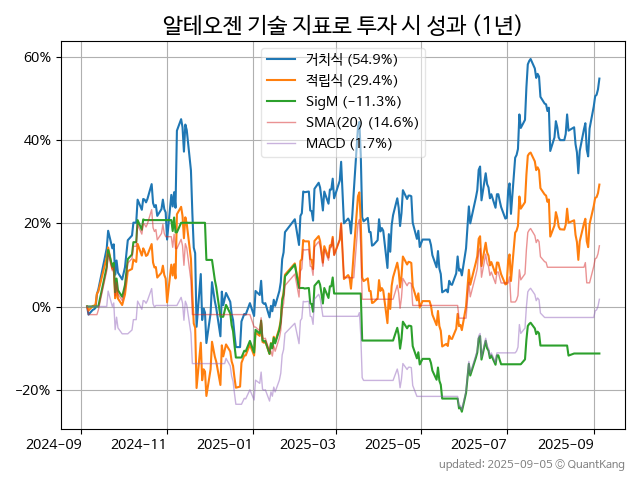 알테오젠 기술 지표로 투자 시 성과 (1년)
거치식 (54.9%)
적립식 (29.4%)
SigM (−11.3%)
SMA(20) (14.6%)
MACD (1.7%)
60%
40%
20%
0%
−20%
2024−09 2024−11 2025−01 2025−03 2025−05 2025−07 2025−09
updated: 2025−09−05 ⓒ QuantKang